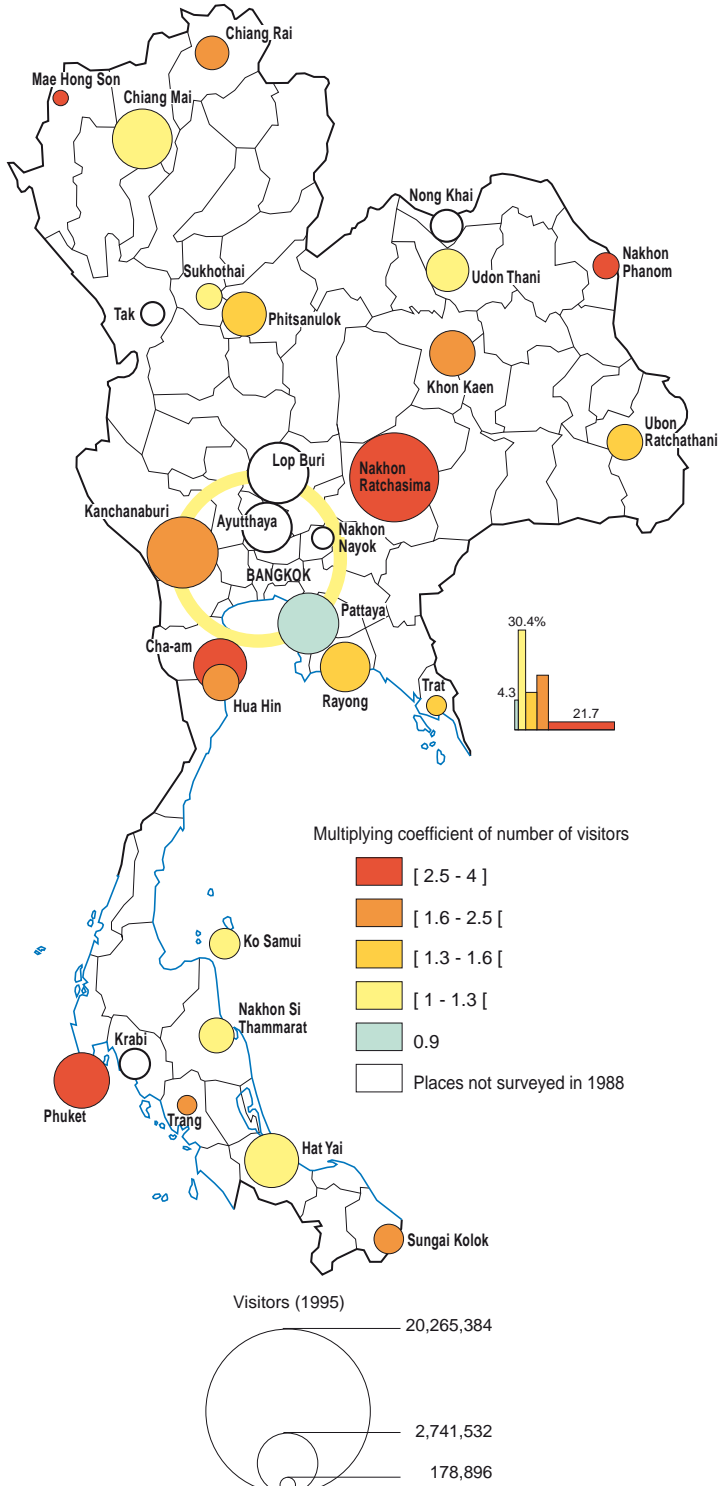 Chiang Rai
Mae Hong Son
Chiang Mai
Nong Khai
Nakhon
Phanom
Sukhothai
Udon Thani
Tak
Phitsanulok
Khon Kaen
Ubon
Ratchathani
Lop Buri
Nakhon
Ratchasima
Kanchanaburi
Ayutthaya
Nakhon
Nayok
BANGKOK
Pattaya
Cha-am
Rayong
Hua Hin
Trat
30.4%
4.3
21.7
Multiplying coefficient of number of visitors
[ 2.5 - 4 ]
[ 1.6 - 2.5 [
[ 1.3 - 1.6 [
[ 1 - 1.3 [
0.9
Places not surveyed in 1988
Ko Samui
Nakhon Si
Thammarat
Krabi
Phuket
Trang
Hat Yai
Sungai Kolok
Visitors (1995)
20,265,384
2,741,532
178,896